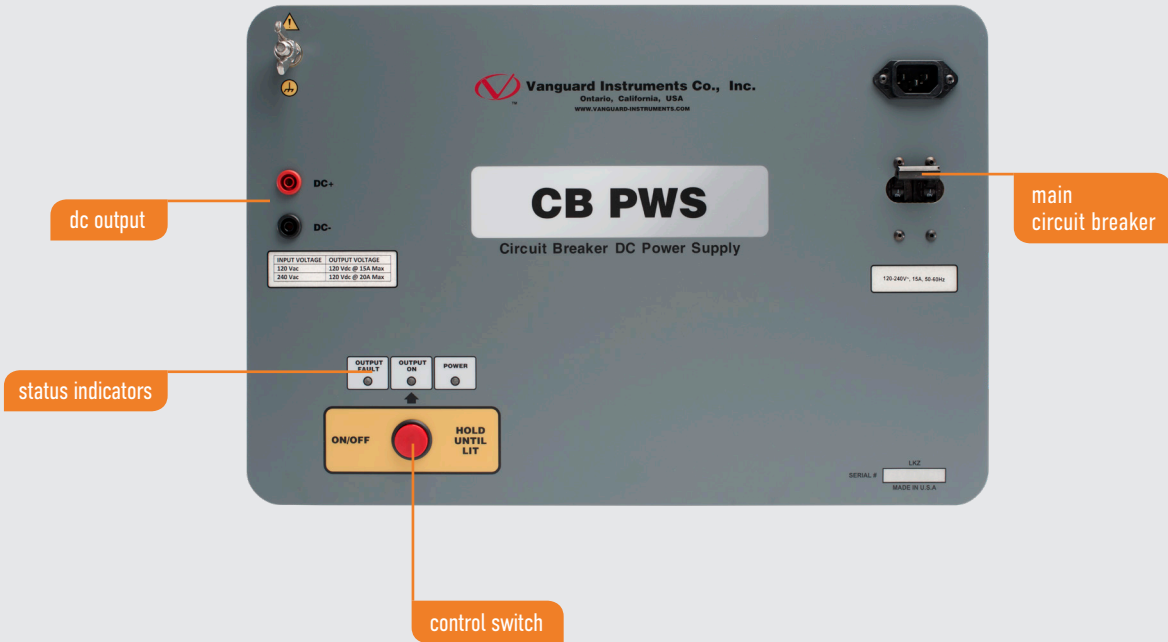 Vanguard Instruments Co., Inc.
Ontario, California, USA
WWW.VANGUARD-INSTRUMENTS.COM
TM
DC+
DC-
dc output
INPUT VOLTAGE OUTPUT VOLTAGE
120 Vac 120 Vdc @ 15A Max
240 Vac 120 Vdc @ 20A Max
CB PWS
Circuit Breaker DC Power Supply
main
circuit breaker
120-240V~, 15A, 50-60Hz
OUTPUT
FAULT
OUTPUT
ON
POWER
status indicators
ON/OFF
HOLD
UNTIL
LIT
LKZ
SERIAL #
MADE IN U.S.A
control switch